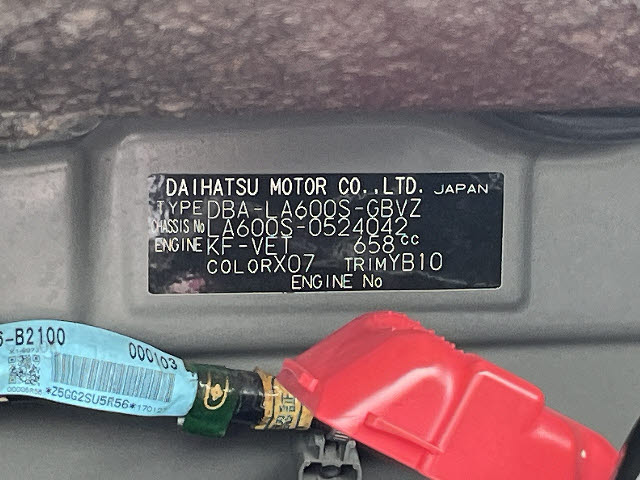 DAIHATSU MOTOR CO.,LTD. JAPAN
TYPE DBA-LA600S-GBVZ
CHASSIS No LA600S-0524042
ENGINE KF-VET 658cc
COLOR X07 TRIM YB10
ENGINE No
-B2100
000103
*Z5GG2SU5R56*